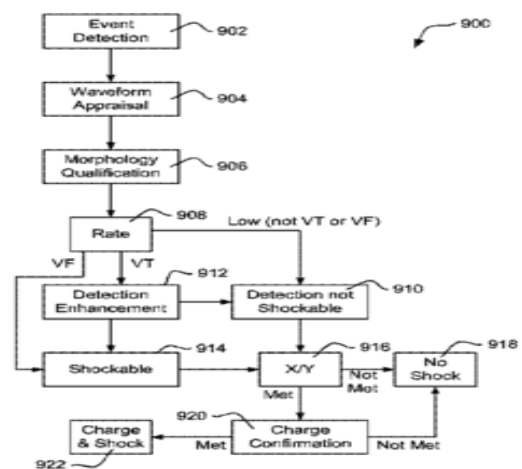 Event
Detection
902
900
Waveform
Appraisal
904
Morphology
Qualification
906
Rate
908
Low (not VT or VF)
VF
VT
912
Detection
Enhancement
Detection not
Shockable
910
914
Shockable
X/Y
916
918
No
Shock
Not
Met
Met
920
Charge
& Shock
922
Met
Charge
Confirmation
Not Met